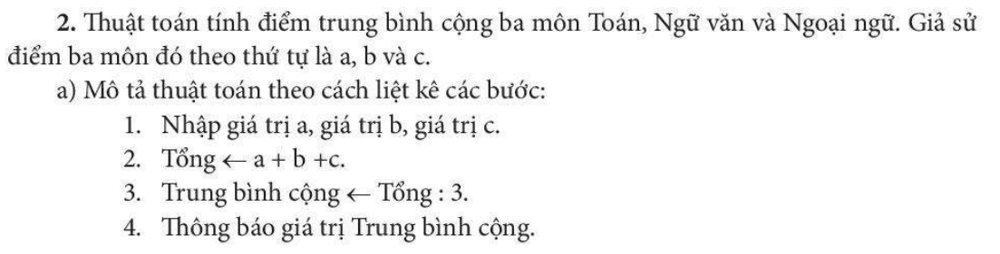 2. Thuật toán tính điểm trung bình cộng ba môn Toán, Ngữ văn và Ngoại ngữ. Giả sử
điểm ba môn đó theo thứ tự là a, b và c.
a) Mô tả thuật toán theo cách liệt kê các bước:
1. Nhập giá trị a, giá trị b, giá trị c.
2. Tổng ← a + b +c.
3. Trung bình cộng ← Tổng : 3.
4. Thông báo giá trị Trung bình cộng.